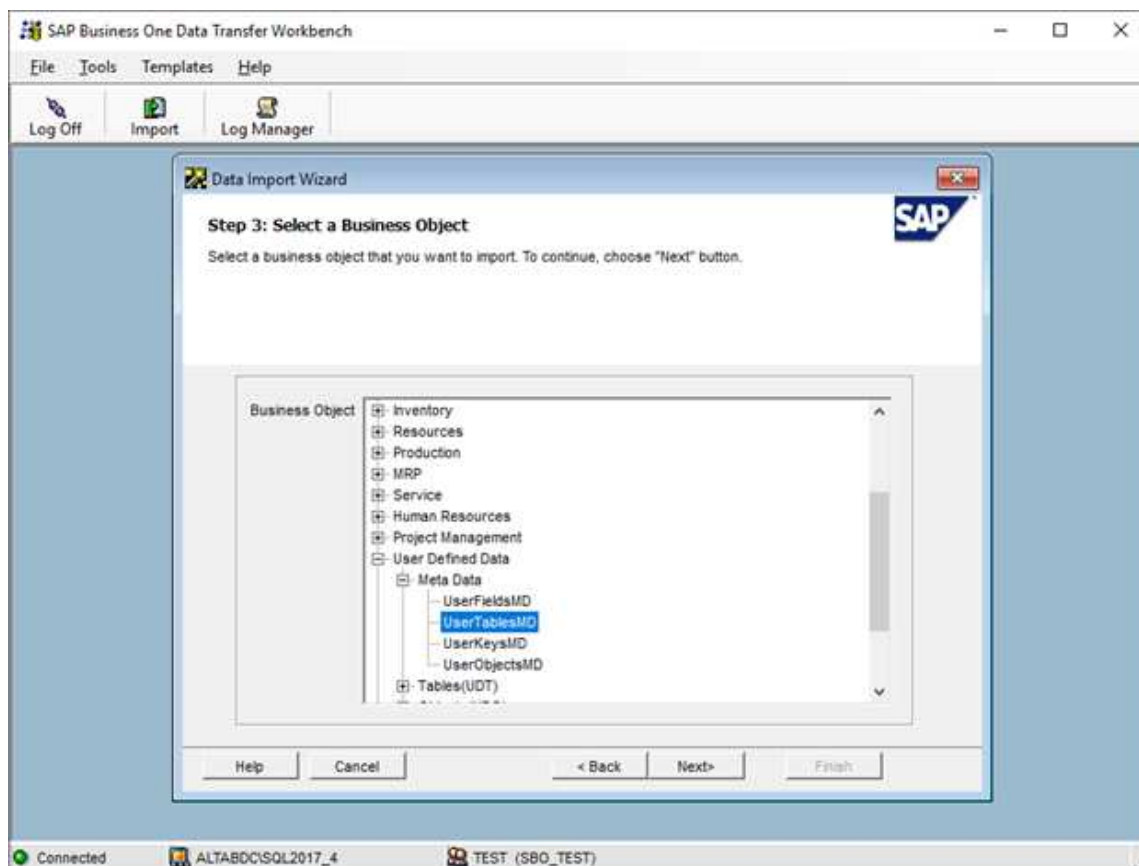 SAP Business One Data Transfer Workbench
File Tools Templates Help
Log Off Import Log Manager
Data Import Wizard
SAP
Step 3: Select a Business Object
Select a business object that you want to import. To continue, choose "Next" button.
Business Object
Inventory
Resources
Production
MRP
Service
Human Resources
Project Management
User Defined Data
Meta Data
UserFieldsMD
UserTablesMD
UserKeysMD
UserObjectsMD
Tables(UDT)
Help Cancel < Back Next> Finish
Connected ALTABDC\SQL2017_4 TEST (SBO_TEST)